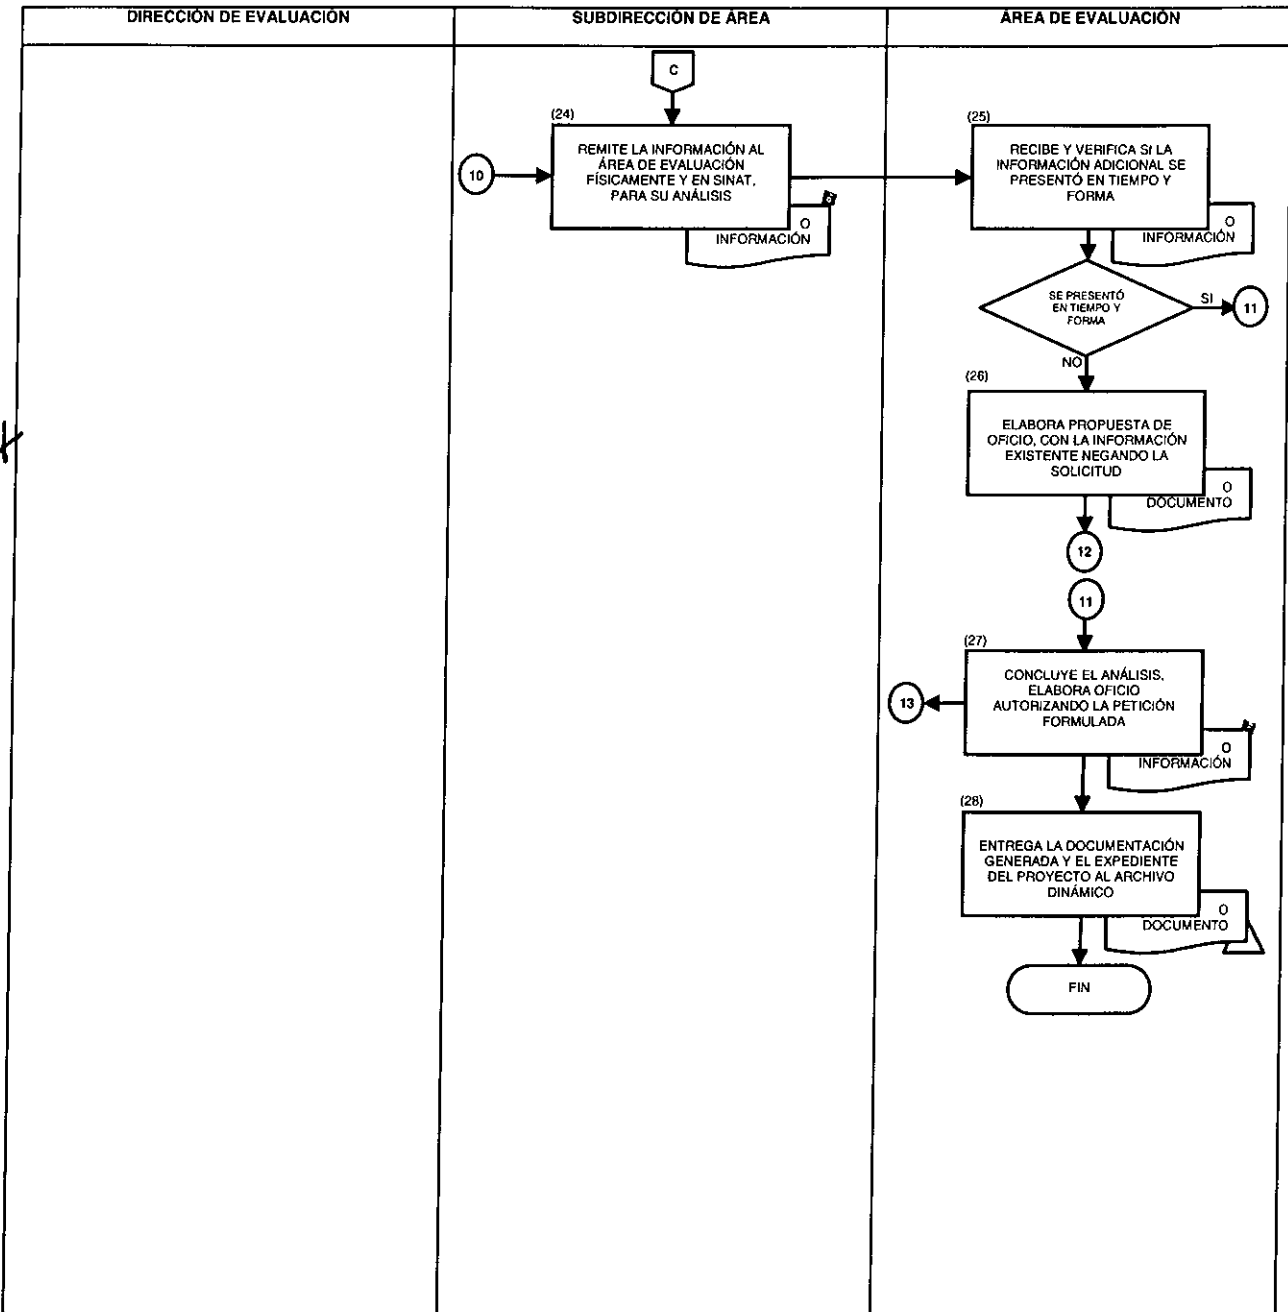 DIRECCIÓN DE EVALUACIÓN
SUBDIRECCIÓN DE ÁREA
ÁREA DE EVALUACIÓN
C
(24)
REMITE LA INFORMACIÓN AL
ÁREA DE EVALUACIÓN
FÍSICAMENTE Y EN SINAT,
PARA SU ANÁLISIS
10
O
INFORMACIÓN
(25)
RECIBE Y VERIFICA SI LA
INFORMACIÓN ADICIONAL SE
PRESENTÓ EN TIEMPO Y
FORMA
O
INFORMACIÓN
SE PRESENTÓ
EN TIEMPO Y
FORMA
SI
11
NO
(26)
ELABORA PROPUESTA DE
OFICIO, CON LA INFORMACIÓN
EXISTENTE NEGANDO LA
SOLICITUD
O
DOCUMENTO
12
11
(27)
CONCLUYE EL ANÁLISIS,
ELABORA OFICIO
AUTORIZANDO LA PETICIÓN
FORMULADA
13
O
INFORMACIÓN
(28)
ENTREGA LA DOCUMENTACIÓN
GENERADA Y EL EXPEDIENTE
DEL PROYECTO AL ARCHIVO
DINÁMICO
O
DOCUMENTO
FIN